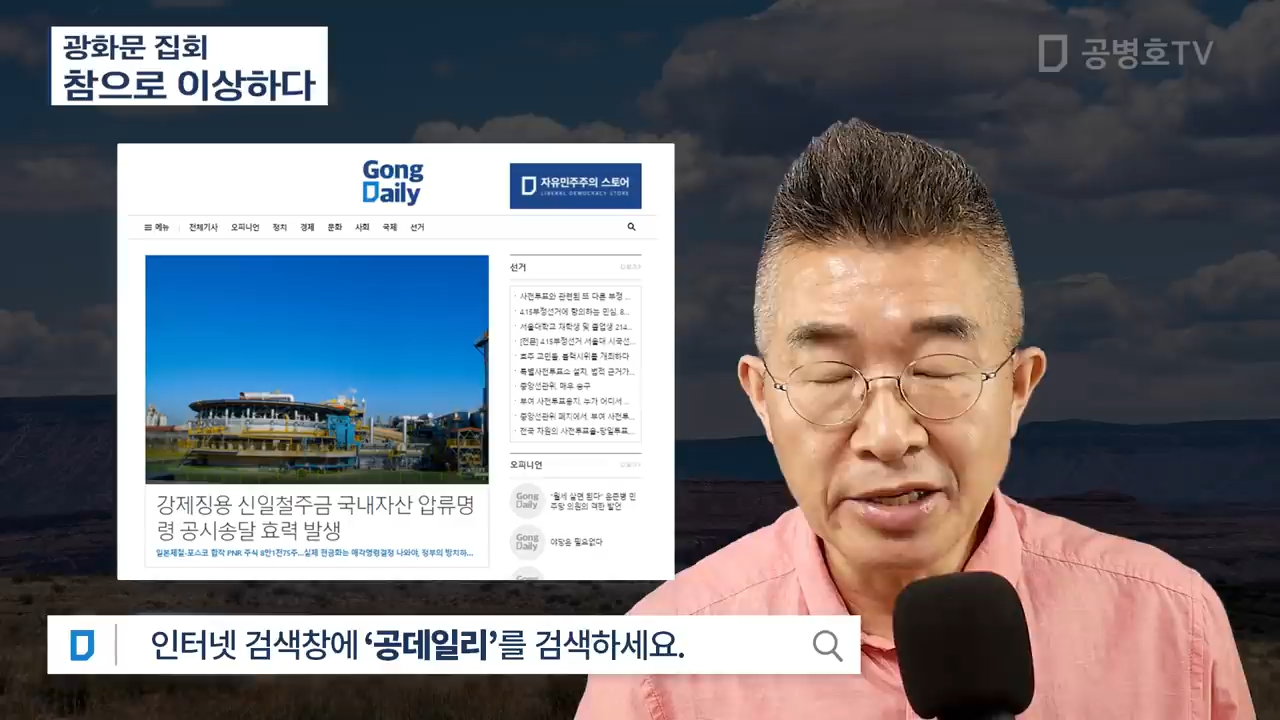 광화문 집회
참으로 이상하다
공병호TV
Gong
Daily
자유민주주의 스토어
LIBERAL DEMOCRACY STORE
메뉴
전체기사
오피니언
정치
경제
문화
사회
국제
선거
선거
사전투표와 관련된 또 다른 부정 ...
4.15부정선거에 항의하는 민심, 8...
서울대학교 재학생 및 졸업생 214...
[전문] 4.15부정선거 서울대 시국선...
호주 교민들, 블랙시위를 개최하다
특별사전투표소 설치, 법적 근거가...
중앙선관위, 매우 송구
부여 사전투표용지, 누가 어디서 ...
중앙선관위 폐지에서, 부여 사전투...
전국 차원의 사전투표율-당일투표...
강제징용 신일철주금 국내자산 압류명
령 공시송달 효력 발생
일본제철-포스코 합작 PNR 주식 8만1천75주...실제 현금화는 매각명령결정 나와야, 정부의 방치하...
오피니언
Gong
Daily
"월세 살면 된다" 윤준병 민
주당 의원의 역한 발언
Gong
Daily
야당은 필요없다
인터넷 검색창에 ‘공데일리’를 검색하세요.